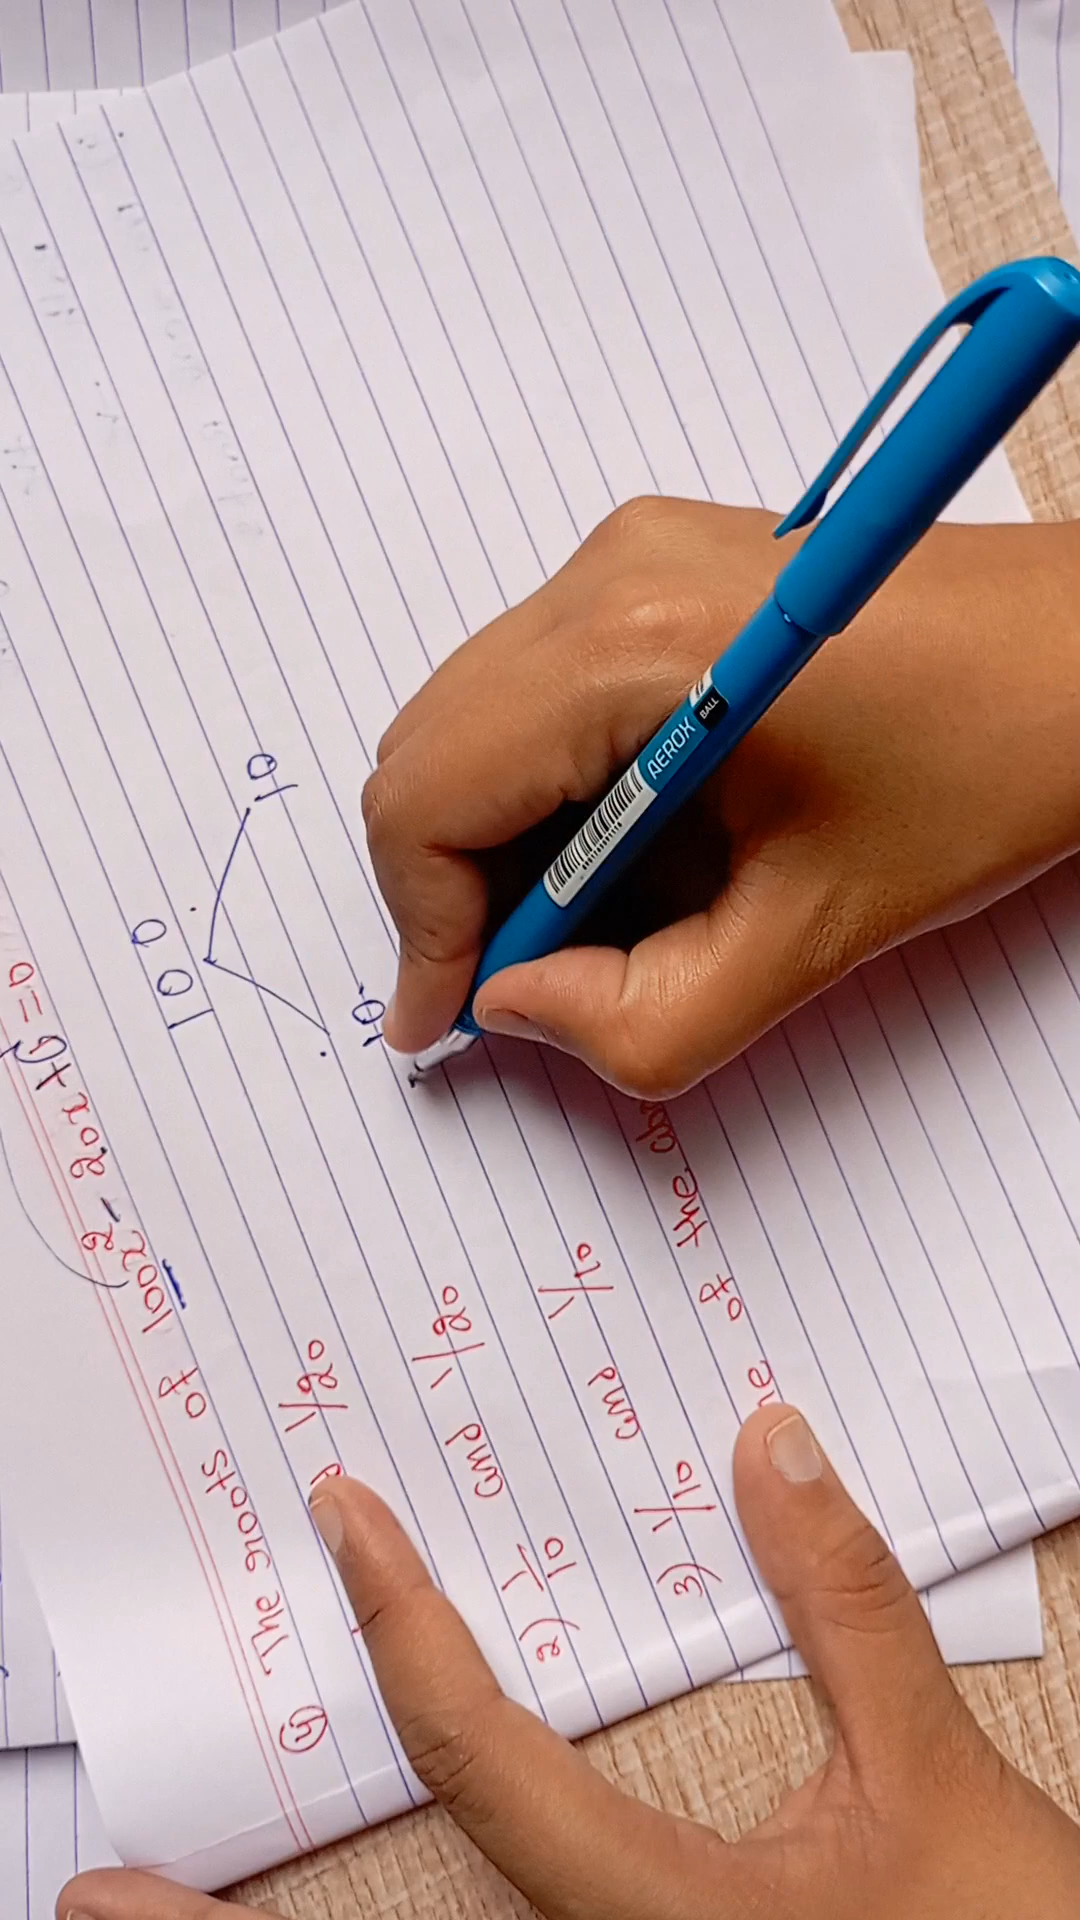 ④ The roots of 100x² - 20x + 1 = 0
1/20
2) 1/10 and 1/20
3) 1/10 and 1/10
of the
100
10
10
AEROX
BALL